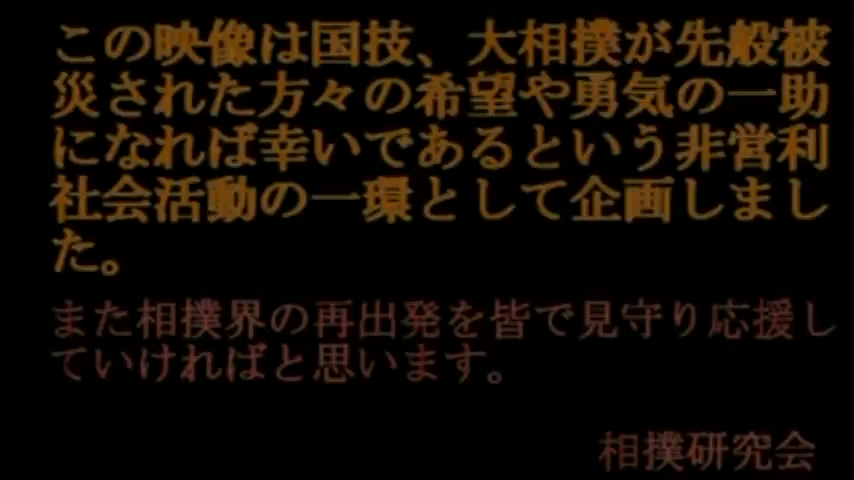 この映像は国技、大相撲が先般被
災された方々の希望や勇気の一助
になれば幸いであるという非営利
社会活動の一環として企画しまし
た。
また相撲界の再出発を皆で見守り応援し
ていければと思います。
相撲研究会